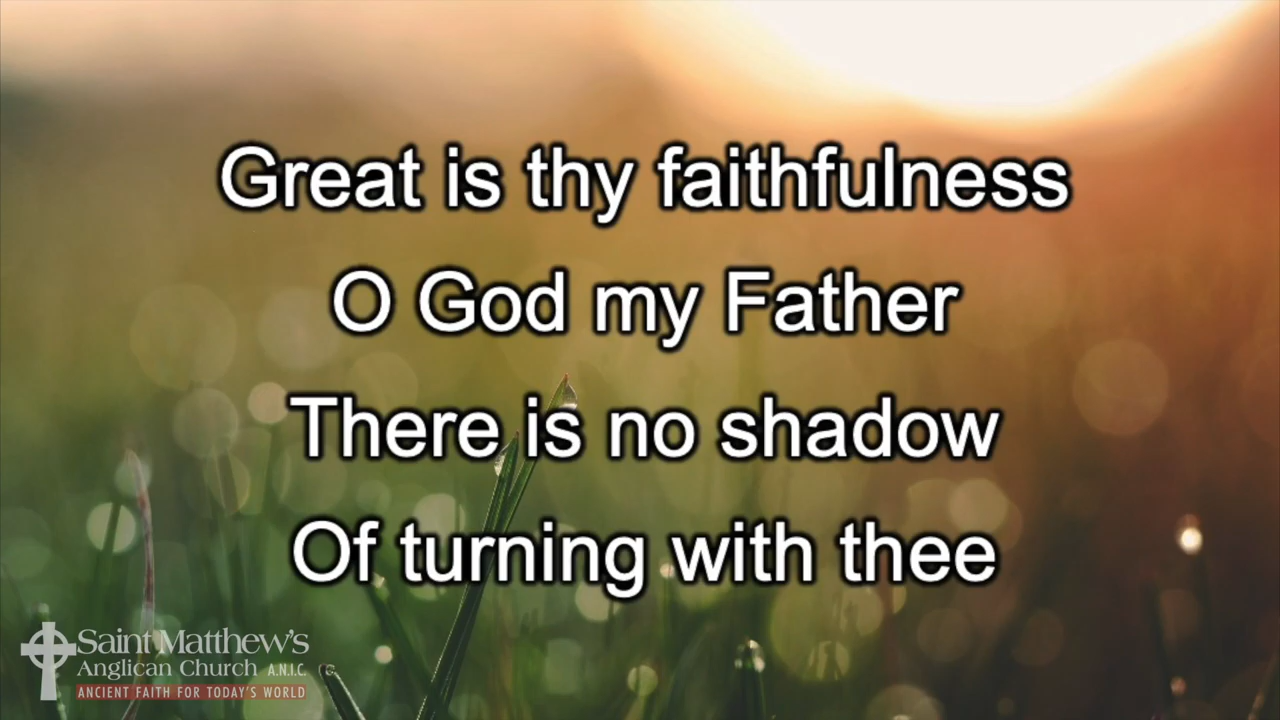 Great is thy faithfulness
O God my Father
There is no shadow
Of turning with thee
Saint Matthew's
Anglican Church A.N.I.C.
ANCIENT FAITH FOR TODAY'S WORLD